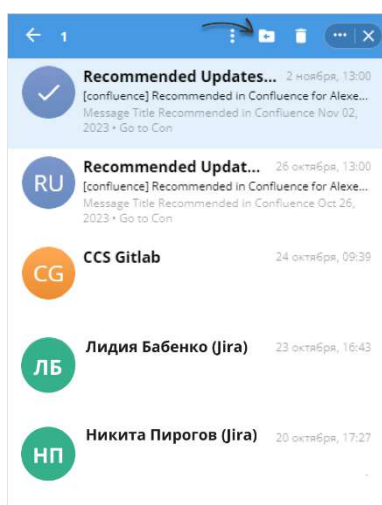 1
Recommended Updates... 2 ноября, 13:00
[confluence] Recommended in Confluence for Alexe...
Message Title Recommended in Confluence Nov 02,
2023 • Go to Con
RU
Recommended Updat... 26 октября, 13:00
[confluence] Recommended in Confluence for Alexe...
Message Title Recommended in Confluence Oct 26,
2023 • Go to Con
CG
CCS Gitlab 24 октября, 09:39
ЛБ
Лидия Бабенко (Jira) 23 октября, 16:43
НП
Никита Пирогов (Jira) 20 октября, 17:27